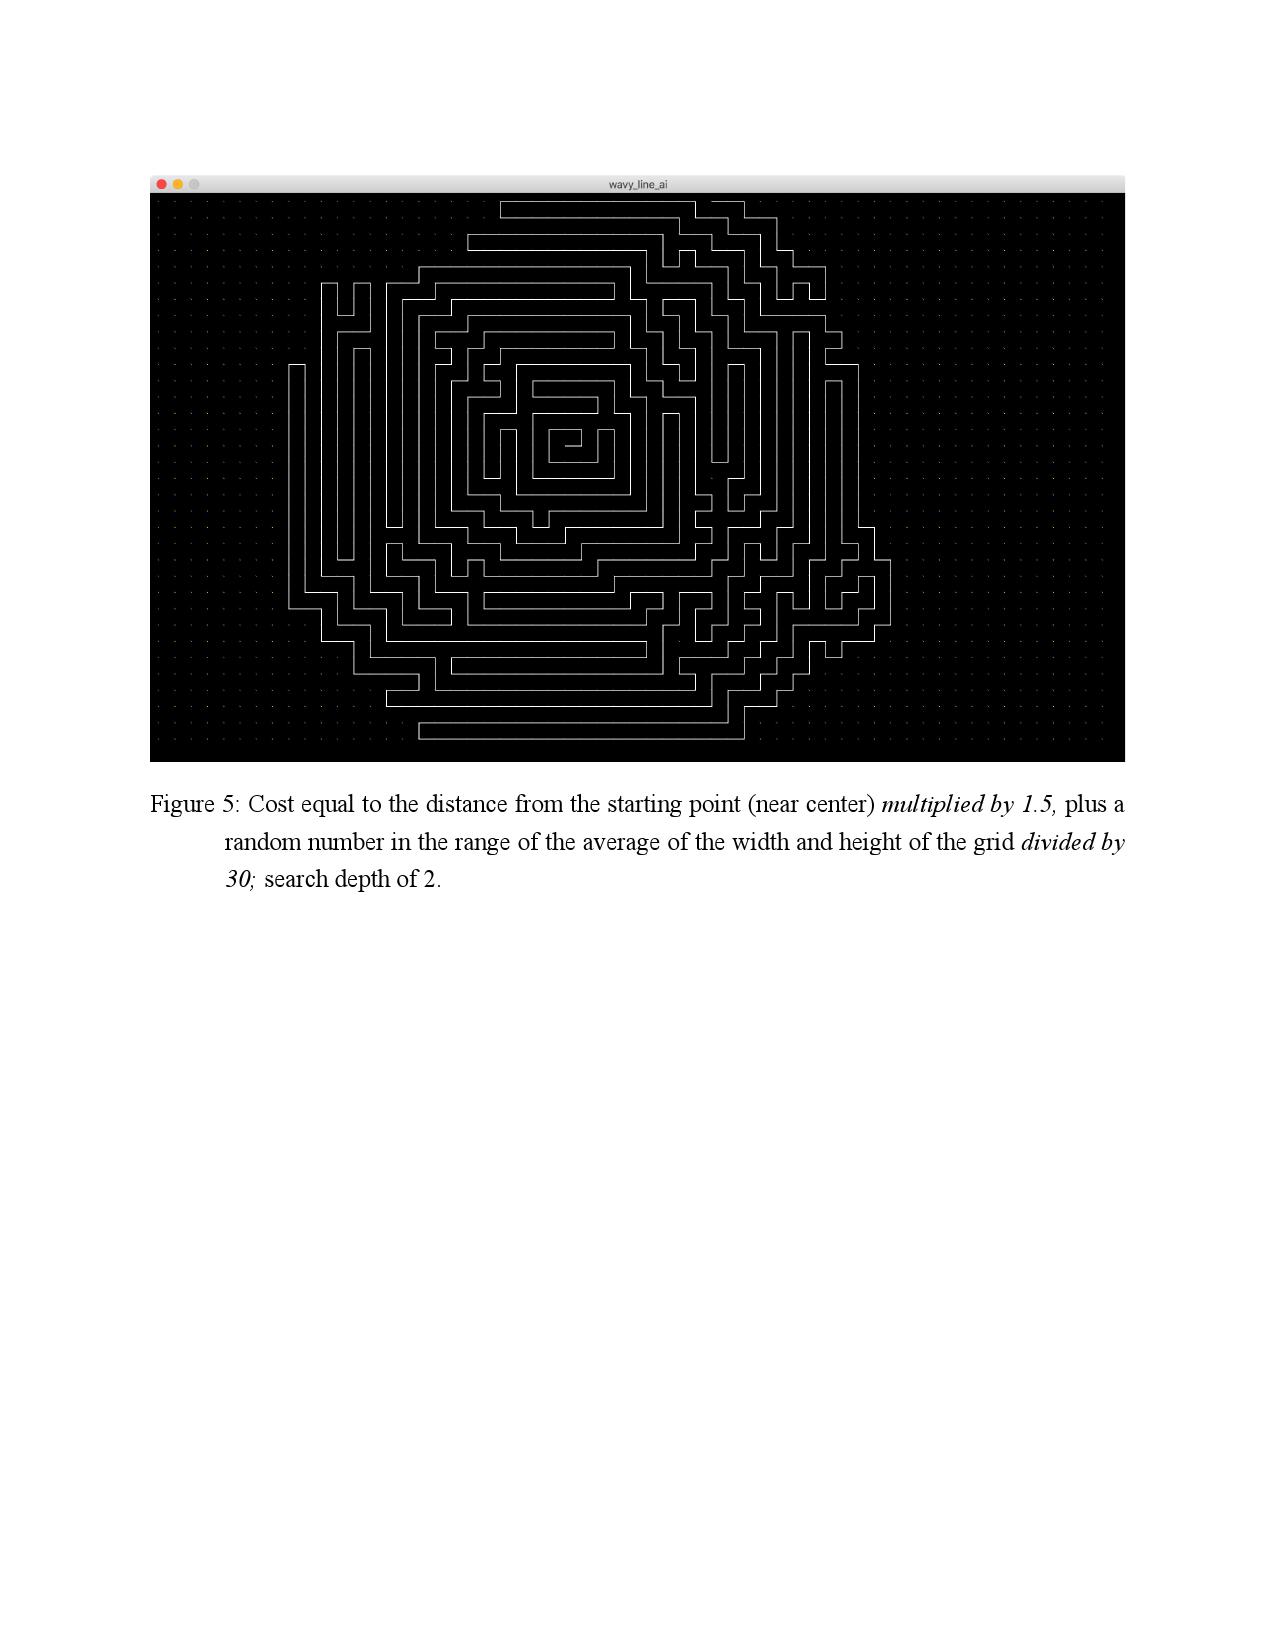 wavy_line_ai
Figure 5: Cost equal to the distance from the starting point (near center) multiplied by 1.5, plus a
random number in the range of the average of the width and height of the grid divided by
30; search depth of 2.